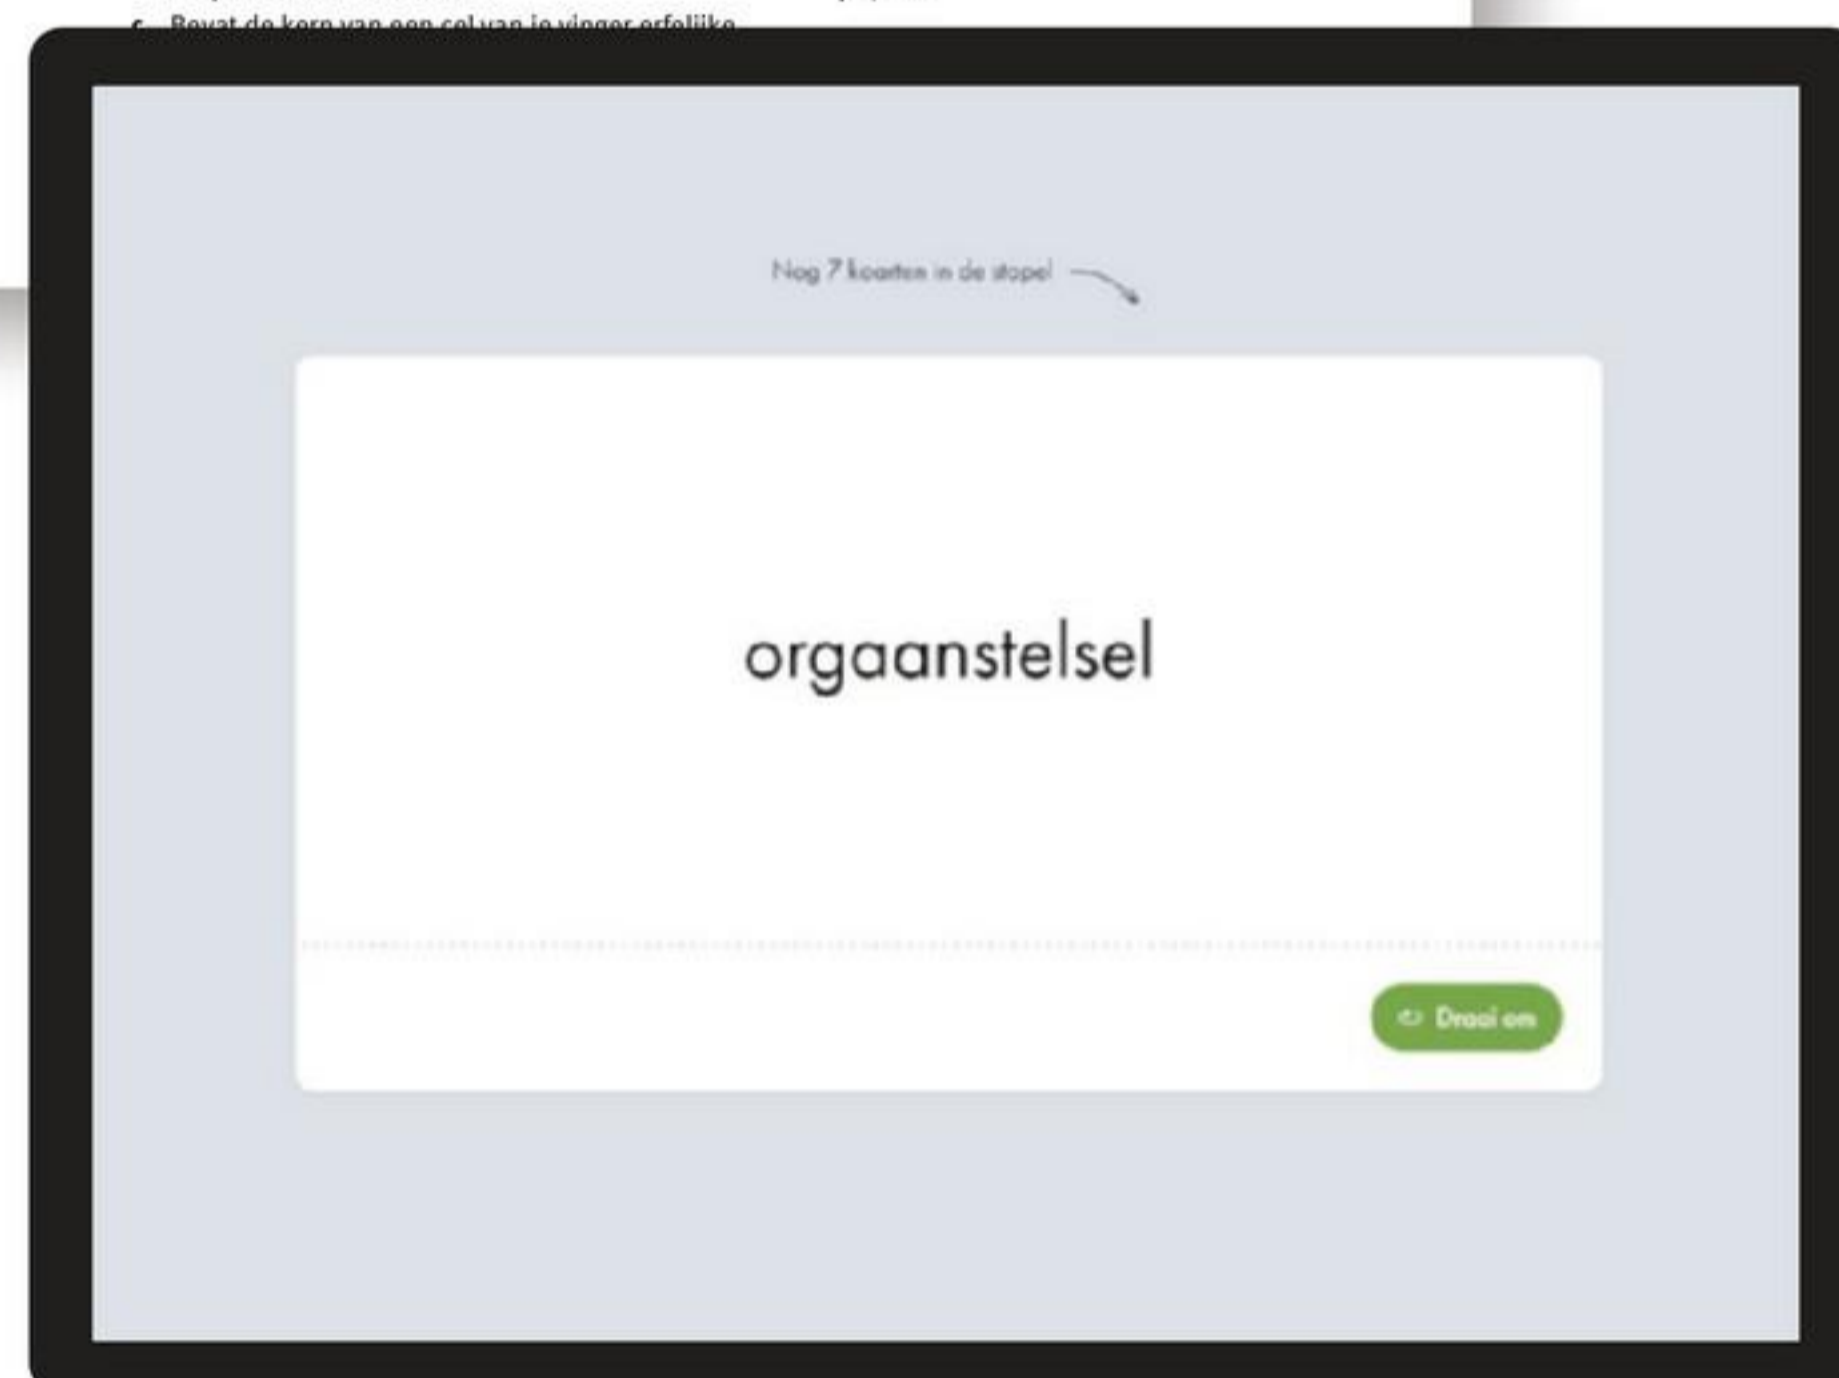 c Bevat de kern van een cel van je vinger erfelijke
Nog 7 kaarten in de stapel
orgaanstelsel
Draai om